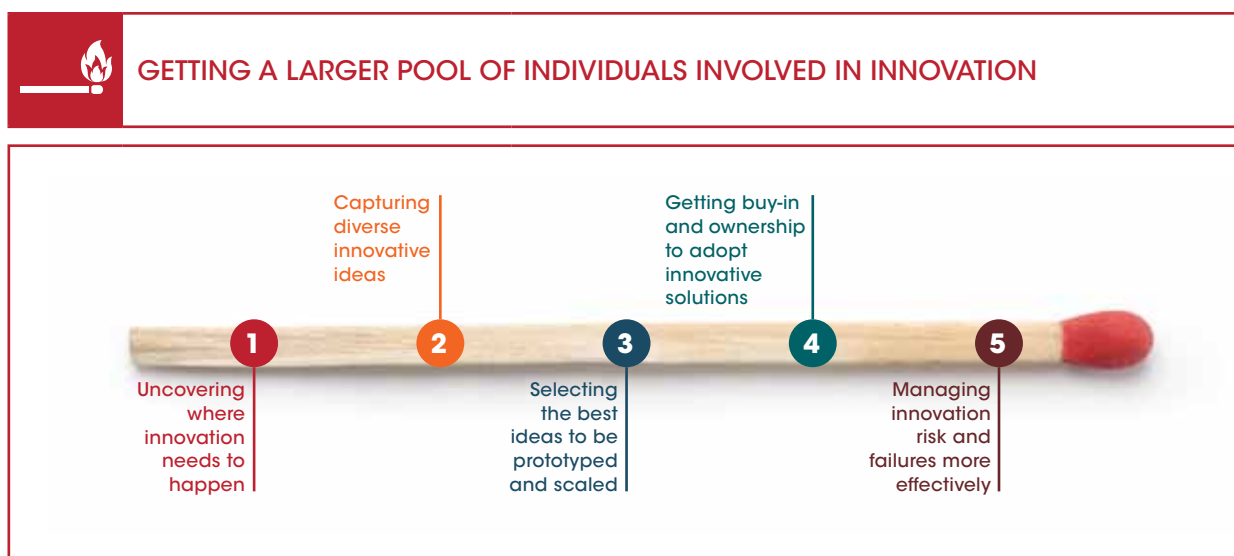 GETTING A LARGER POOL OF INDIVIDUALS INVOLVED IN INNOVATION
1
Uncovering
where
innovation
needs to
happen
2
Capturing
diverse
innovative
ideas
3
Selecting
the best
ideas to be
prototyped
and scaled
4
Getting buy-in
and ownership
to adopt
innovative
solutions
5
Managing
innovation
risk and
failures more
effectively